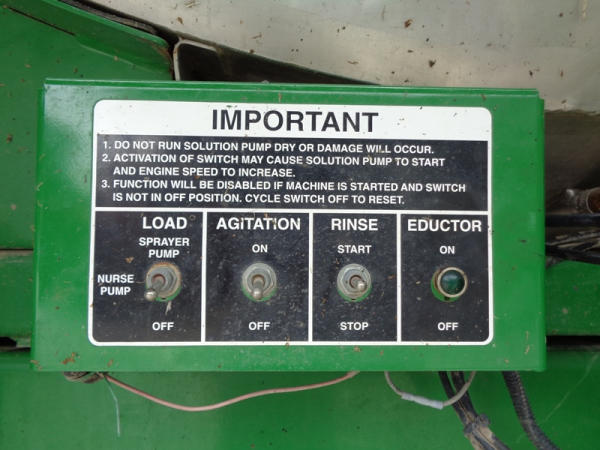 IMPORTANT
1. DO NOT RUN SOLUTION PUMP DRY OR DAMAGE WILL OCCUR.
2. ACTIVATION OF SWITCH MAY CAUSE SOLUTION PUMP TO START
AND ENGINE SPEED TO INCREASE.
3. FUNCTION WILL BE DISABLED IF MACHINE IS STARTED AND SWITCH
IS NOT IN OFF POSITION. CYCLE SWITCH OFF TO RESET.
LOAD
SPRAYER
PUMP
NURSE
PUMP
OFF
AGITATION
ON
OFF
RINSE
START
STOP
EDUCTOR
ON
OFF